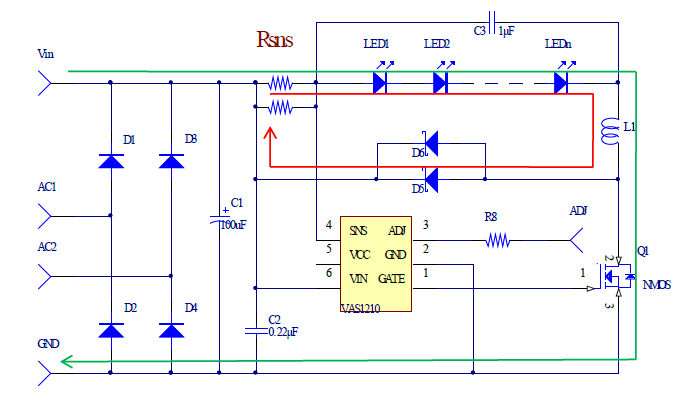 Rsns
C3 1µF
LED1 LED2 LEDn
Vin
D1 D3
L1
D6
D5
AC1
C1
100uF
AC2
4 SNS ADJ 3
5 VCC GND 2
6 VIN GATE 1
VAS1210
R8
ADJ
Q1
2
1
NMOS
3
D2 D4
C2
0.22µF
GND